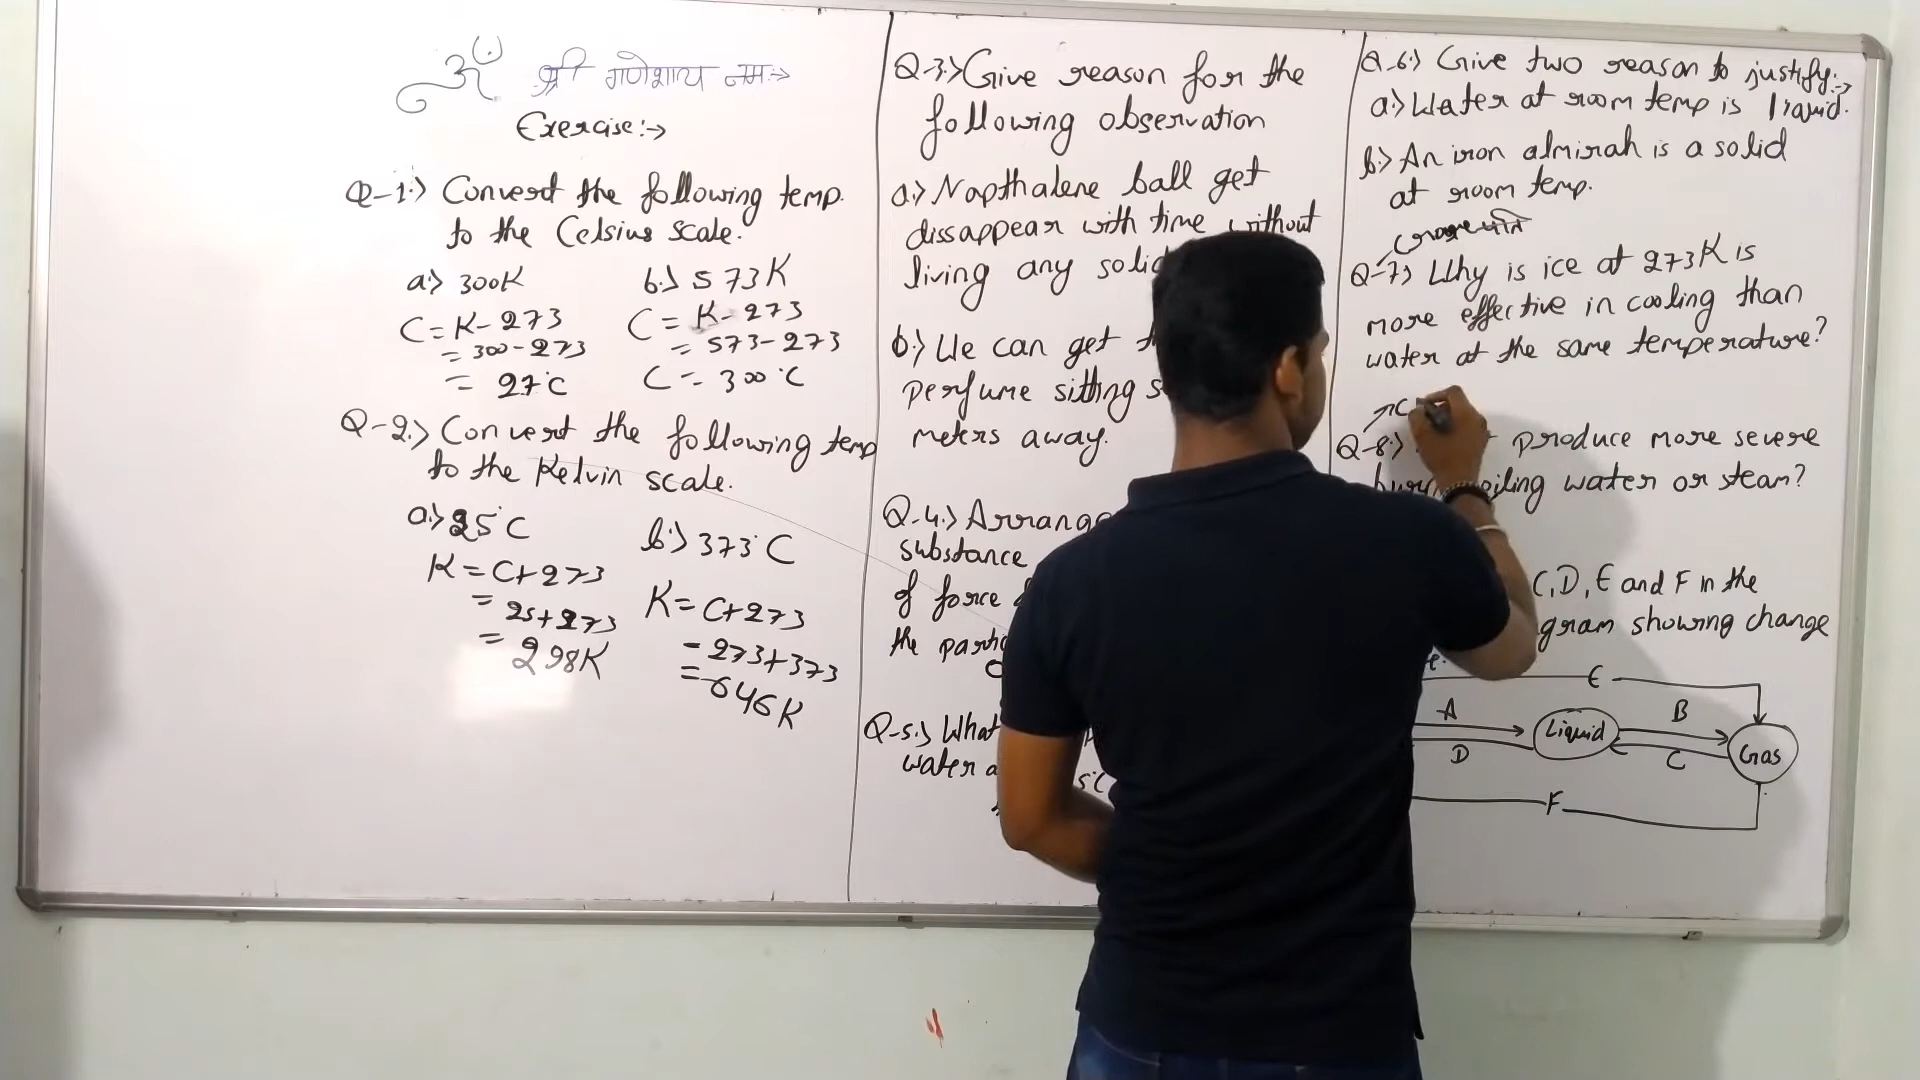 ॐ श्री गणेशाय नमः→
Exercise:→
Q-1.> Convert the following temp.
to the Celsius scale.
a.> 300K
C = K - 273
= 300 - 273
= 27°C
b.> 573K
C = K - 273
= 573 - 273
C = 300°C
Q-2.> Convert the following temp
to the Kelvin scale.
a.> 25°C
K = C+273
= 25+273
= 298K
b.> 373°C
K = C+273
= 273+373
= 646K
Q-3.> Give reason for the
following observation
a.> Napthalene ball get
dissappear with time without
living any solid
b.> We can get
perfume sitting
meters away.
Q-4.> Arrange
substance
of force
the
Q-5.> What
water a 5°C
Q-6.> Give two reason to justify:→
a.> Water at room temp is liquid.
b.> An iron almirah is a solid
at room temp.
Q-7> Why is ice at 273K is
more effective in cooling than
water at the same temperature?
Q-8.> produce more severe
boiling water or steam?
C, D, E and F in the
showing change
E
A
Liquid
B
D
C
Gas
F